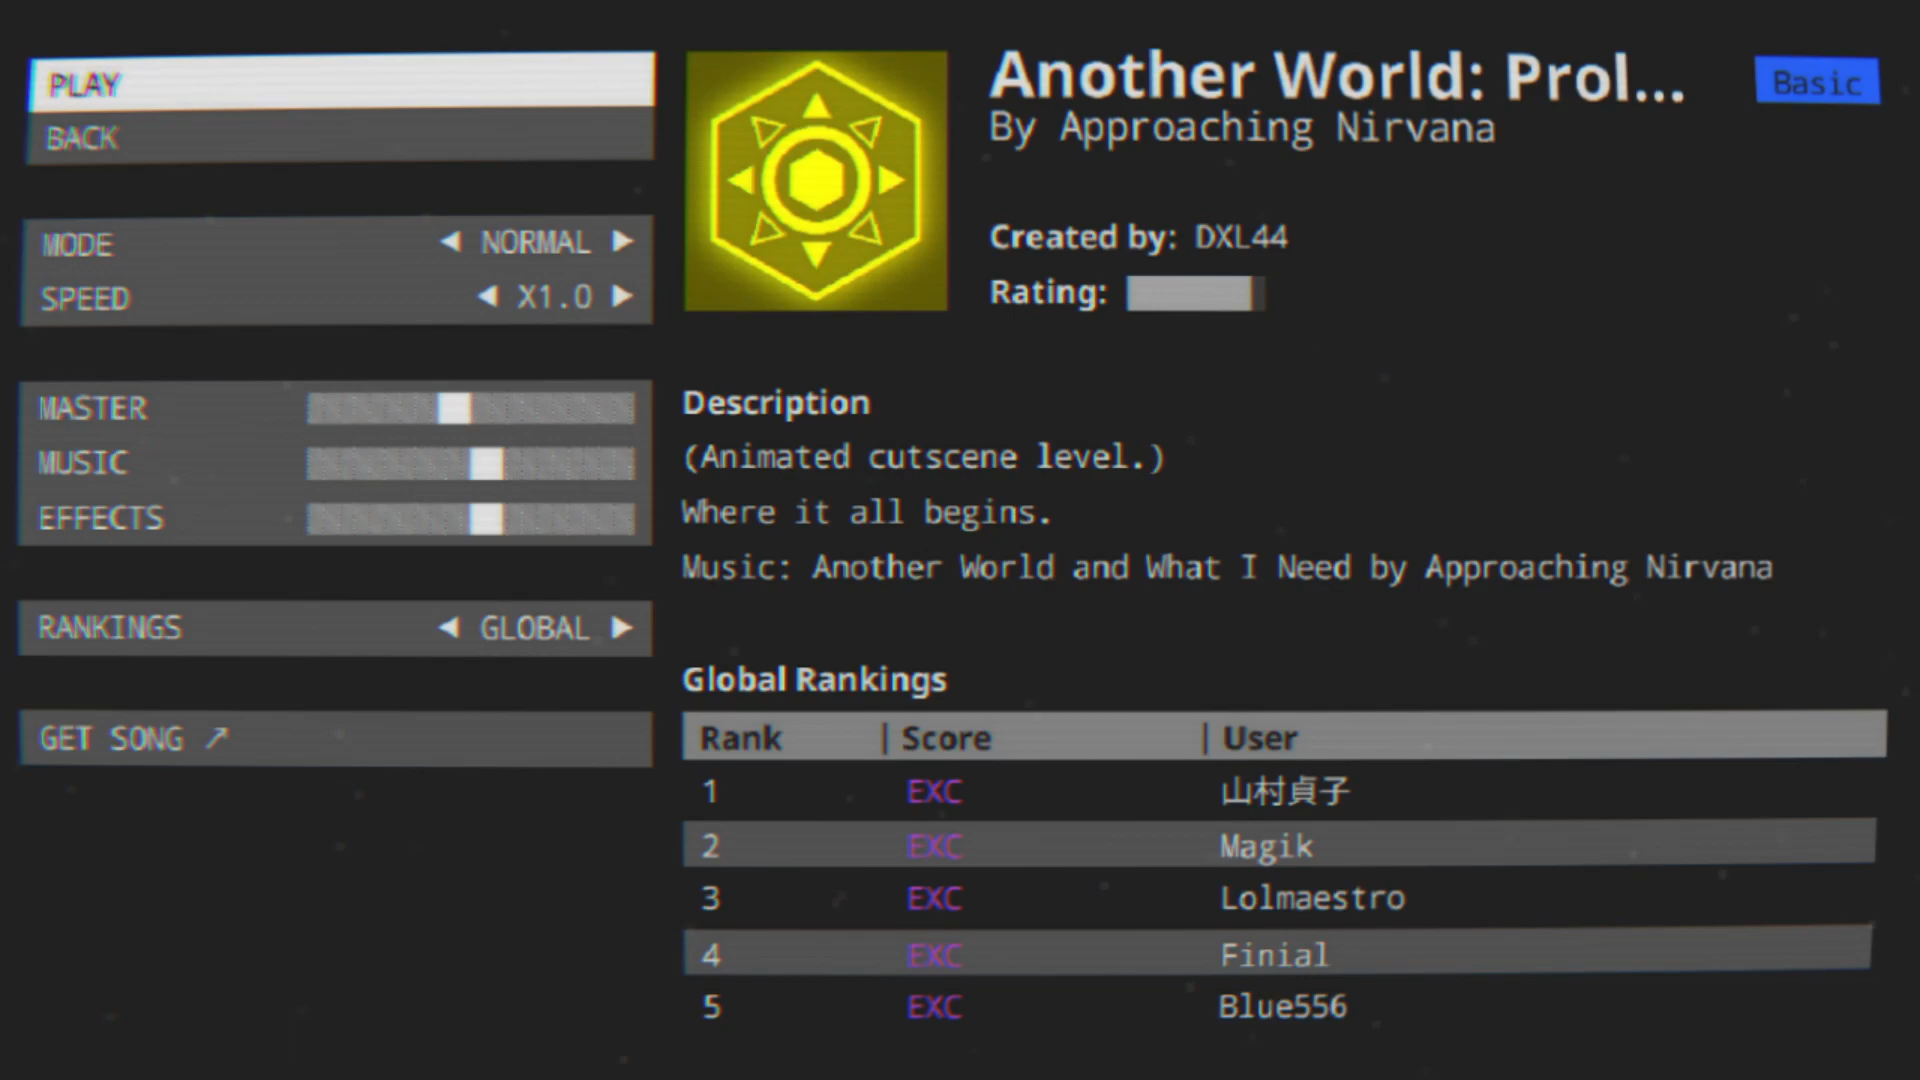 PLAY
BACK
MODE ◀ NORMAL ▶
SPEED ◀ X1.0 ▶
MASTER
MUSIC
EFFECTS
RANKINGS ◀ GLOBAL ▶
GET SONG ↗
Another World: Prol...
Basic
By Approaching Nirvana
Created by: DXL44
Rating:
Description
(Animated cutscene level.)
Where it all begins.
Music: Another World and What I Need by Approaching Nirvana
Global Rankings
Rank | Score | User
1 EXC 山村貞子
2 EXC Magik
3 EXC Lolmaestro
4 EXC Finial
5 EXC Blue556